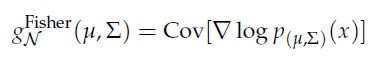 g_𝒩^Fisher(μ, Σ) = Cov[∇ log p_(μ,Σ)(x)]